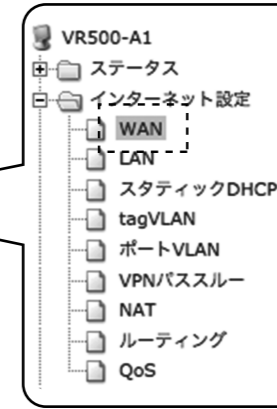 VR500-A1
ステータス
インターネット設定
WAN
LAN
スタティックDHCP
tagVLAN
ポートVLAN
VPNパススルー
NAT
ルーティング
QoS